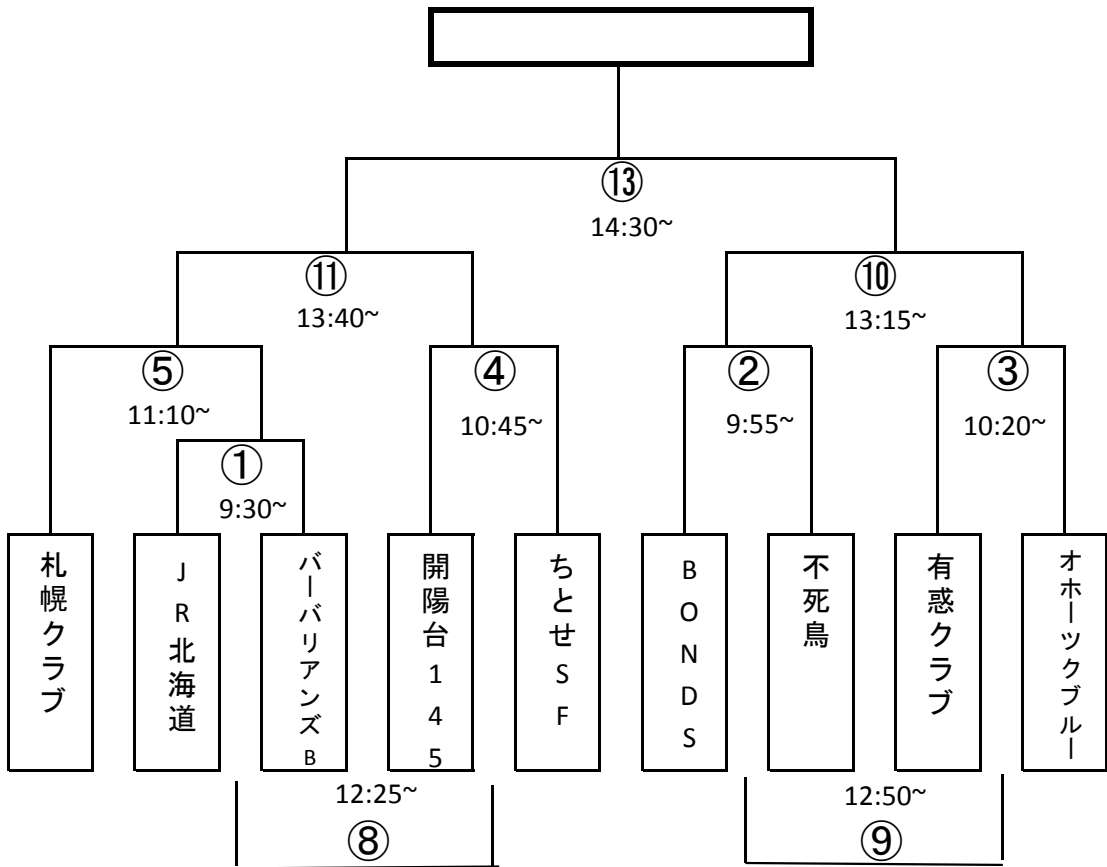 ⑬
14:30~
⑪
13:40~
⑩
13:15~
⑤
11:10~
④
10:45~
②
9:55~
③
10:20~
①
9:30~
札幌クラブ
JR北海道
バーバリアンズB
開陽台145
ちとせSF
BONDS
不死鳥
有惑クラブ
オホーツクブルー
12:25~
⑧
12:50~
⑨